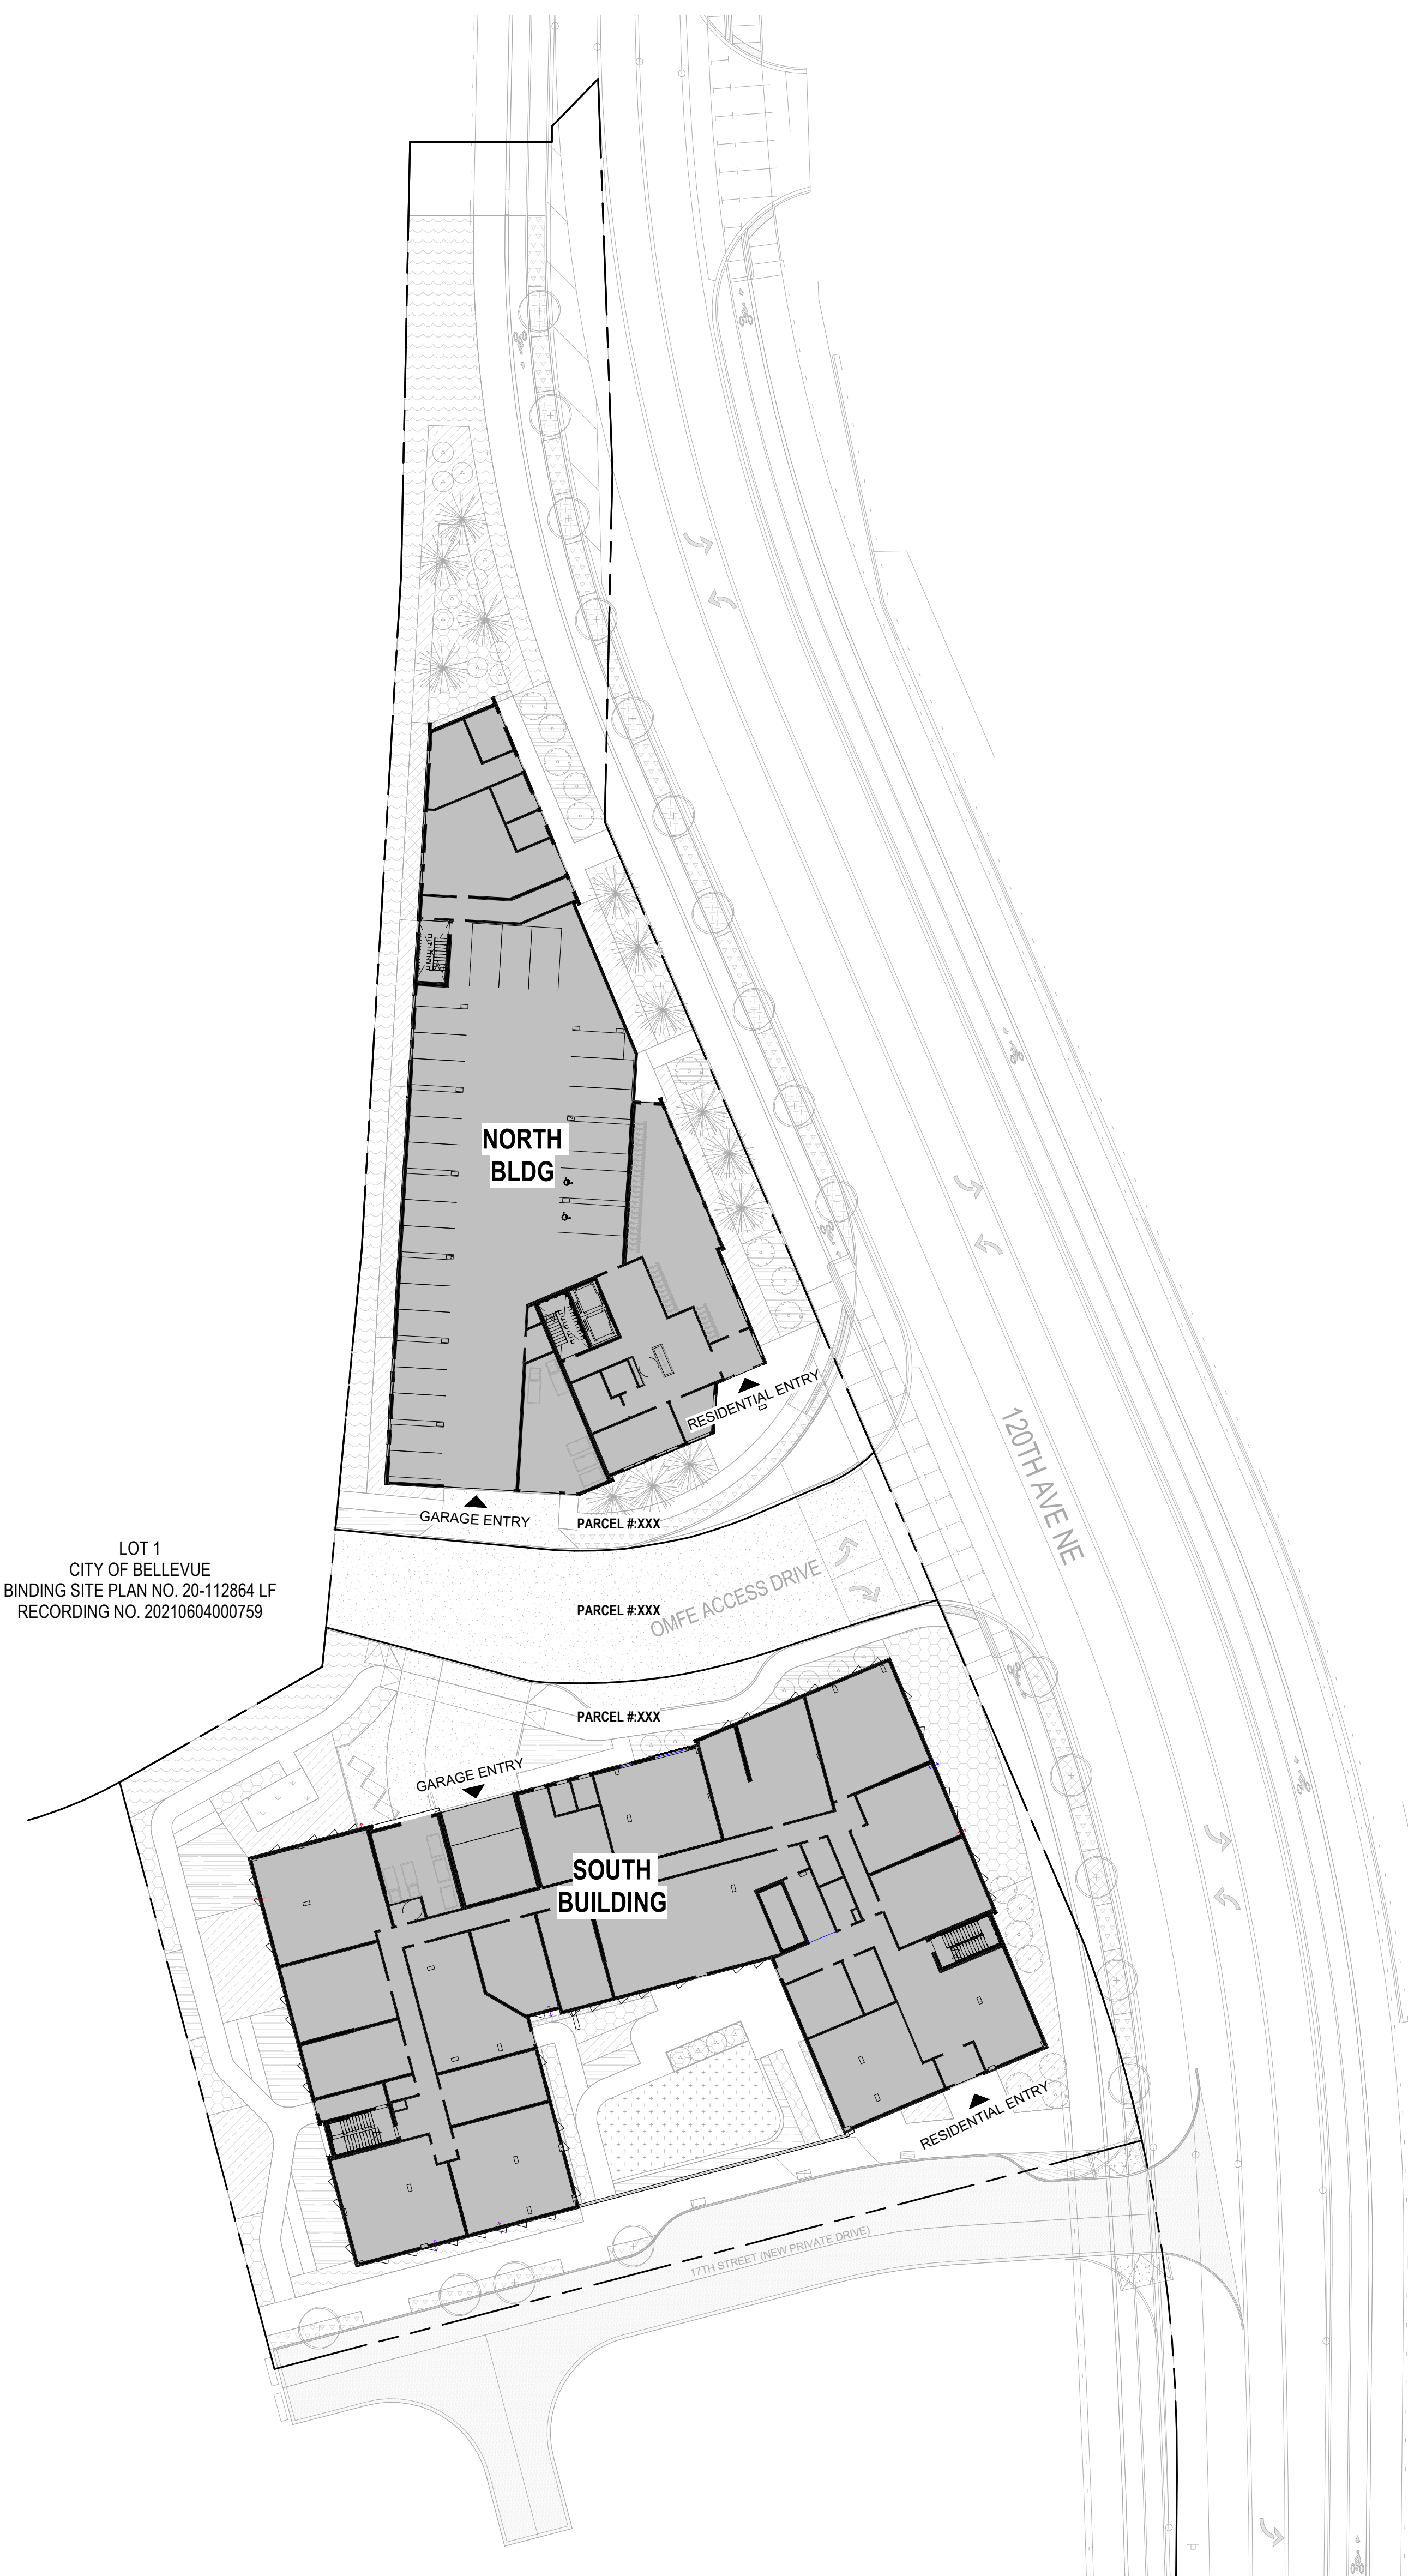 NORTH
BLDG
RESIDENTIAL ENTRY
GARAGE ENTRY
PARCEL #:XXX
120TH AVE NE
LOT 1
CITY OF BELLEVUE
BINDING SITE PLAN NO. 20-112864 LF
RECORDING NO. 20210604000759
PARCEL #:XXX
OMFE ACCESS DRIVE
PARCEL #:XXX
GARAGE ENTRY
SOUTH
BUILDING
RESIDENTIAL ENTRY
17TH STREET (NEW PRIVATE DRIVE)